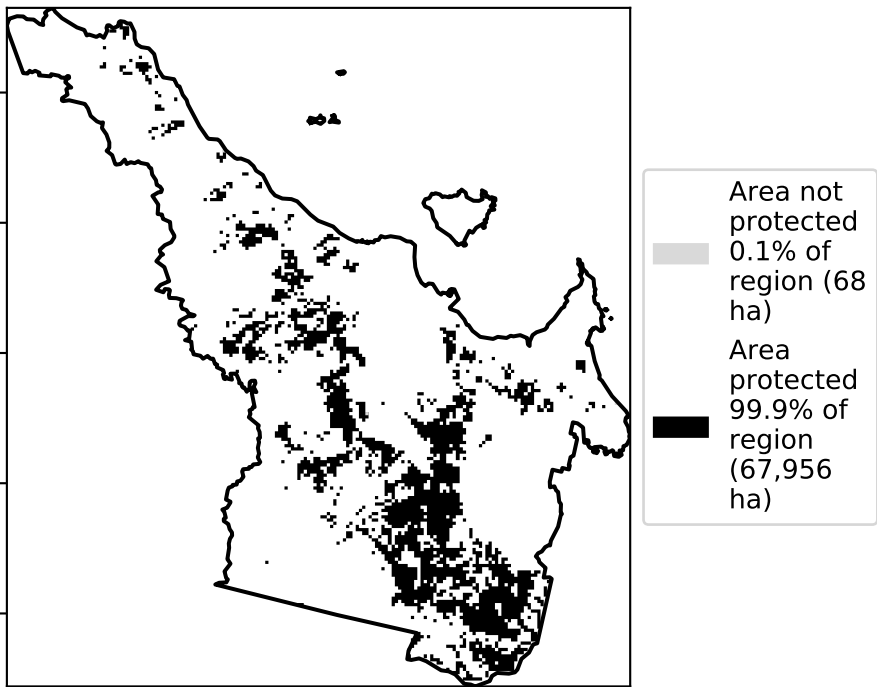 Area not
protected
0.1% of
region (68
ha)
Area
protected
99.9% of
region
(67,956
ha)